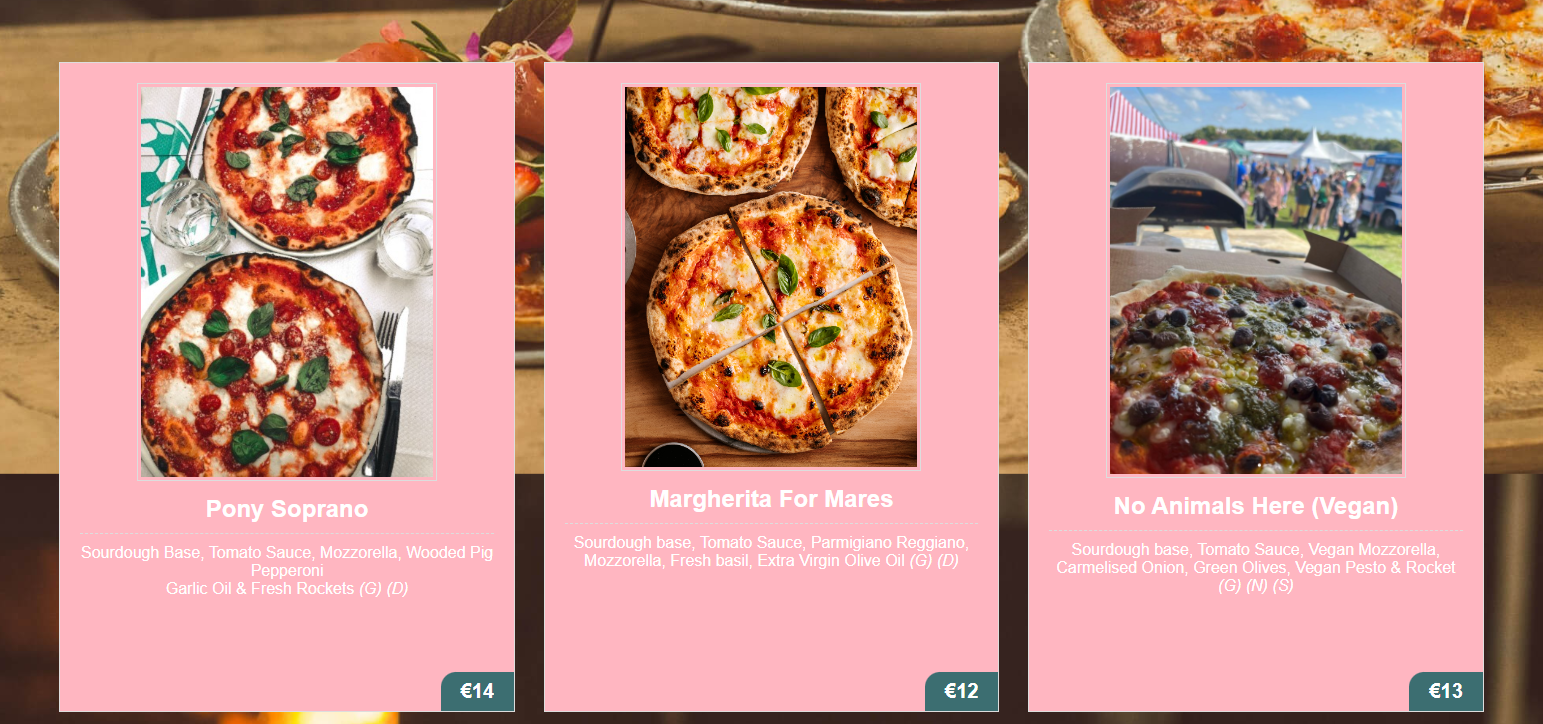 Pony Soprano
Sourdough Base, Tomato Sauce, Mozzorella, Wooded Pig
Pepperoni
Garlic Oil & Fresh Rockets (G) (D)
€14
Margherita For Mares
Sourdough base, Tomato Sauce, Parmigiano Reggiano,
Mozzorella, Fresh basil, Extra Virgin Olive Oil (G) (D)
€12
No Animals Here (Vegan)
Sourdough base, Tomato Sauce, Vegan Mozzorella,
Carmelised Onion, Green Olives, Vegan Pesto & Rocket
(G) (N) (S)
€13